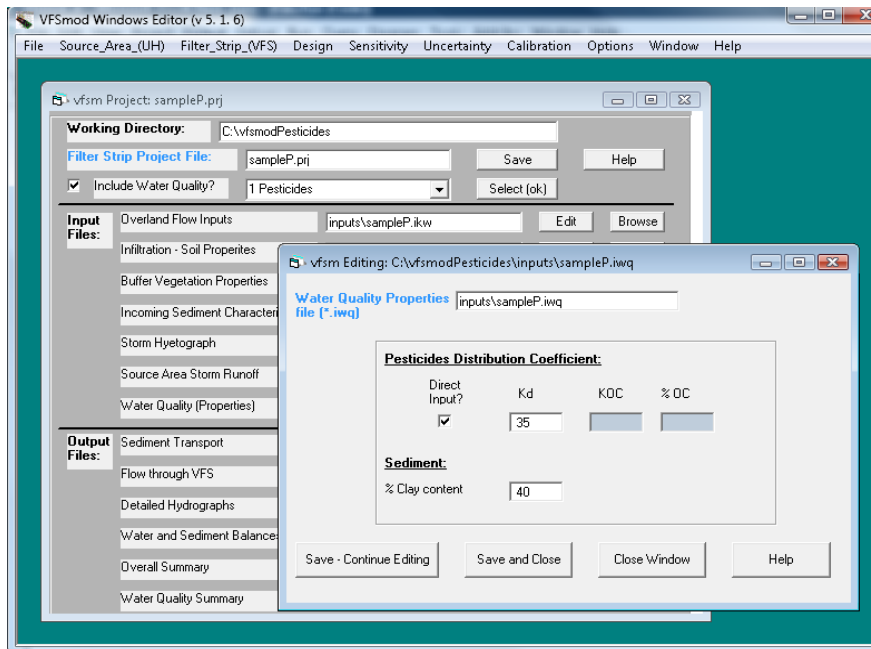 VFSmod Windows Editor (v 5. 1. 6)
File Source_Area_(UH) Filter_Strip_(VFS) Design Sensitivity Uncertainty Calibration Options Window Help
vfsm Project: sampleP.prj
Working Directory: C:\vfsmodPesticides
Filter Strip Project File: sampleP.prj Save Help
Include Water Quality? 1 Pesticides Select (ok)
Input Files:
Overland Flow Inputs inputs\sampleP.ikw Edit Browse
Infiltration - Soil Properites
Buffer Vegetation Properties
Incoming Sediment Characteri
Storm Hyetograph
Source Area Storm Runoff
Water Quality (Properties)
Output Files:
Sediment Transport
Flow through VFS
Detailed Hydrographs
Water and Sediment Balance
Overall Summary
Water Quality Summary
vfsm Editing: C:\vfsmodPesticides\inputs\sampleP.iwq
Water Quality Properties inputs\sampleP.iwq
file (*.iwq)
Pesticides Distribution Coefficient:
Direct
Input? Kd KOC % OC
35
Sediment:
% Clay content 40
Save - Continue Editing Save and Close Close Window Help